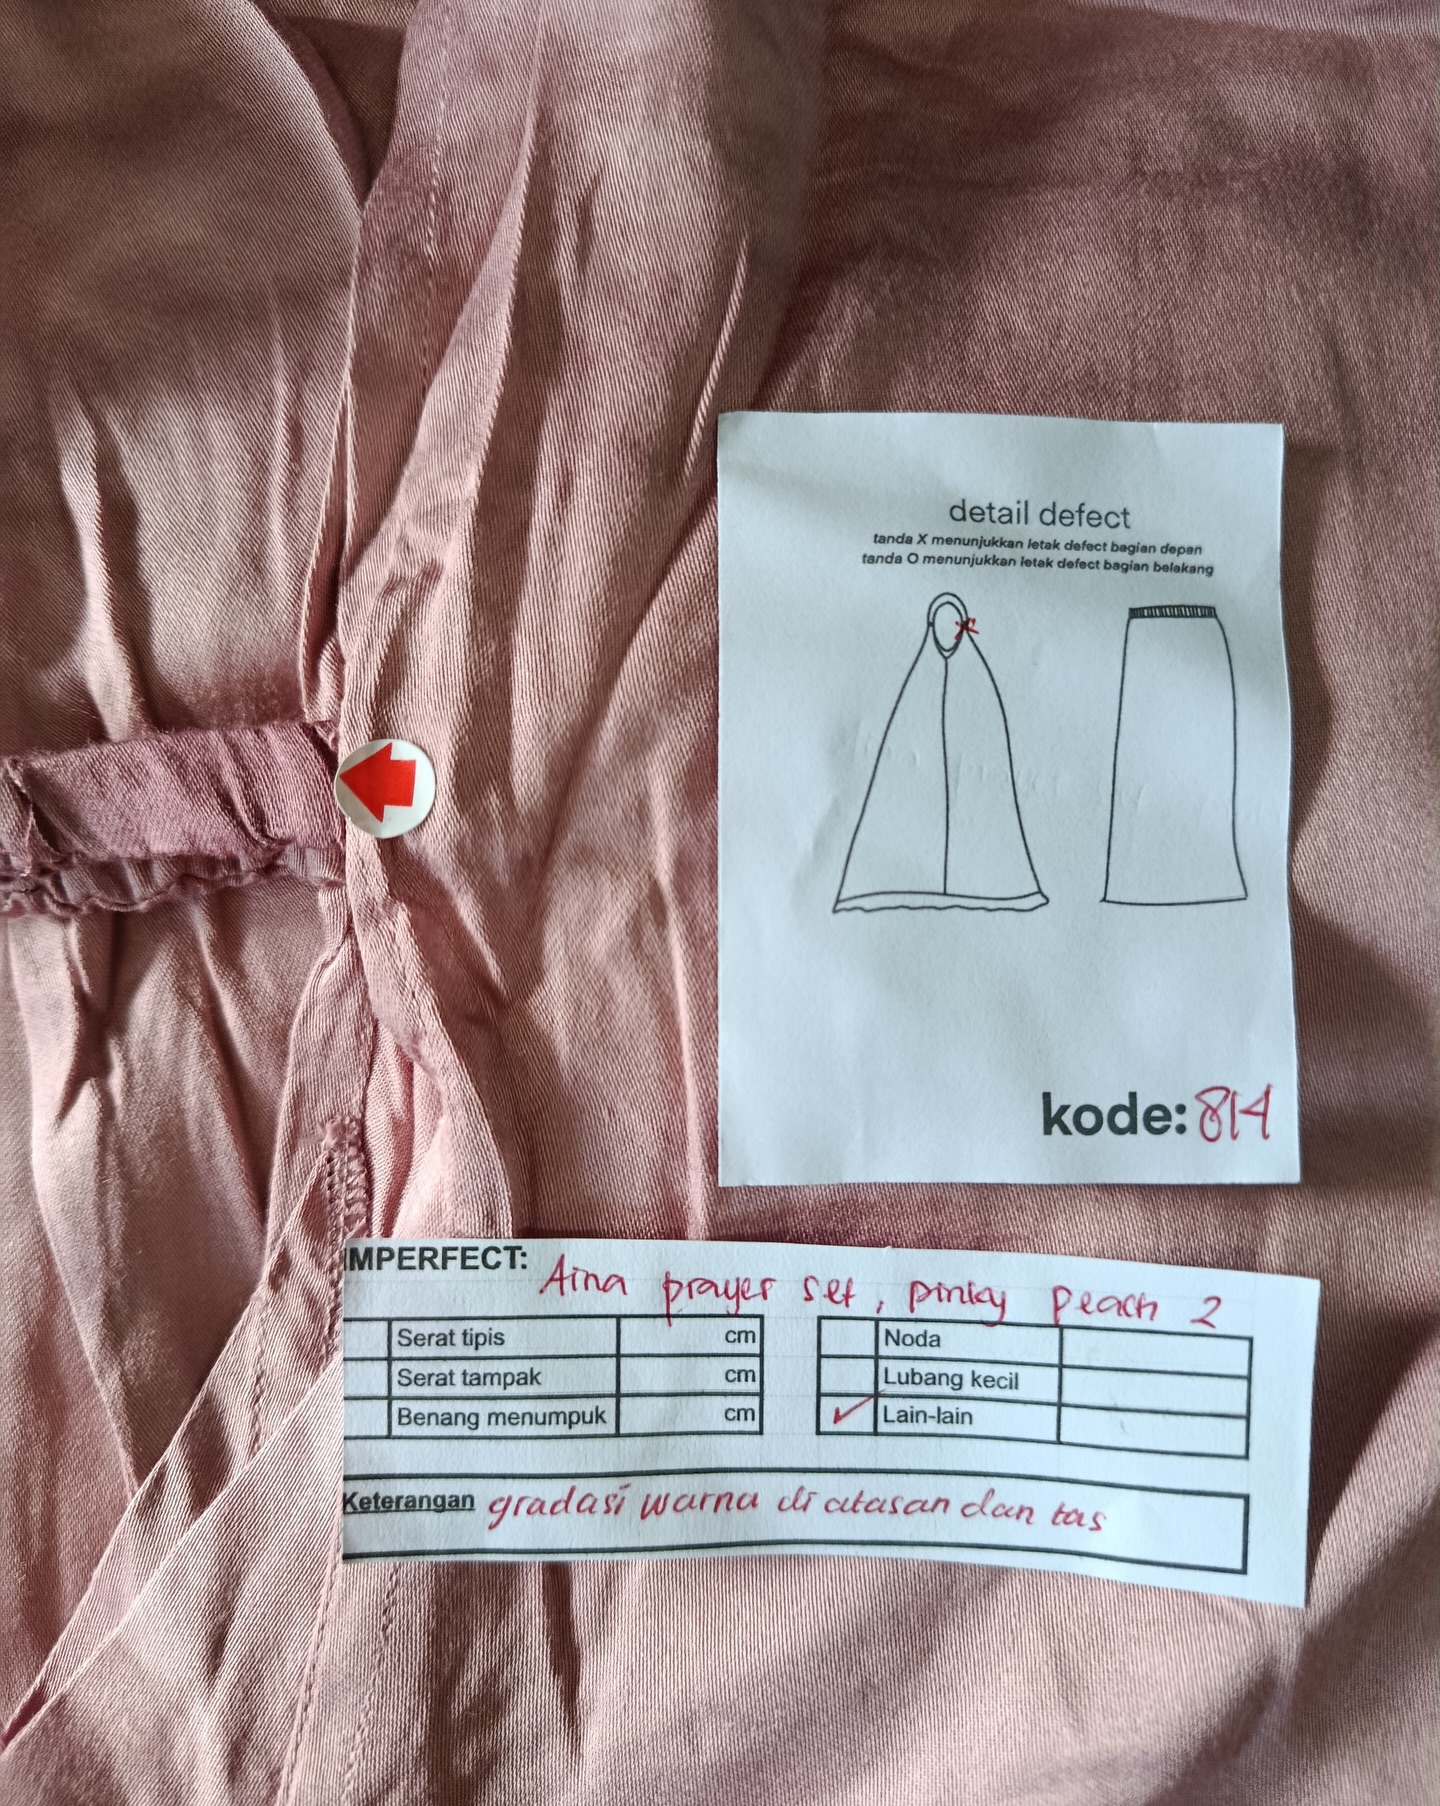 detail defect
tanda X menunjukkan letak defect bagian depan
tanda O menunjukkan letak defect bagian belakang
kode: 814
IMPERFECT: Aina prayer set, pinky peach 2
Serat tipis cm
Serat tampak cm
Benang menumpuk cm
Noda
Lubang kecil
✓ Lain-lain
Keterangan gradasi warna di atasan dan tas